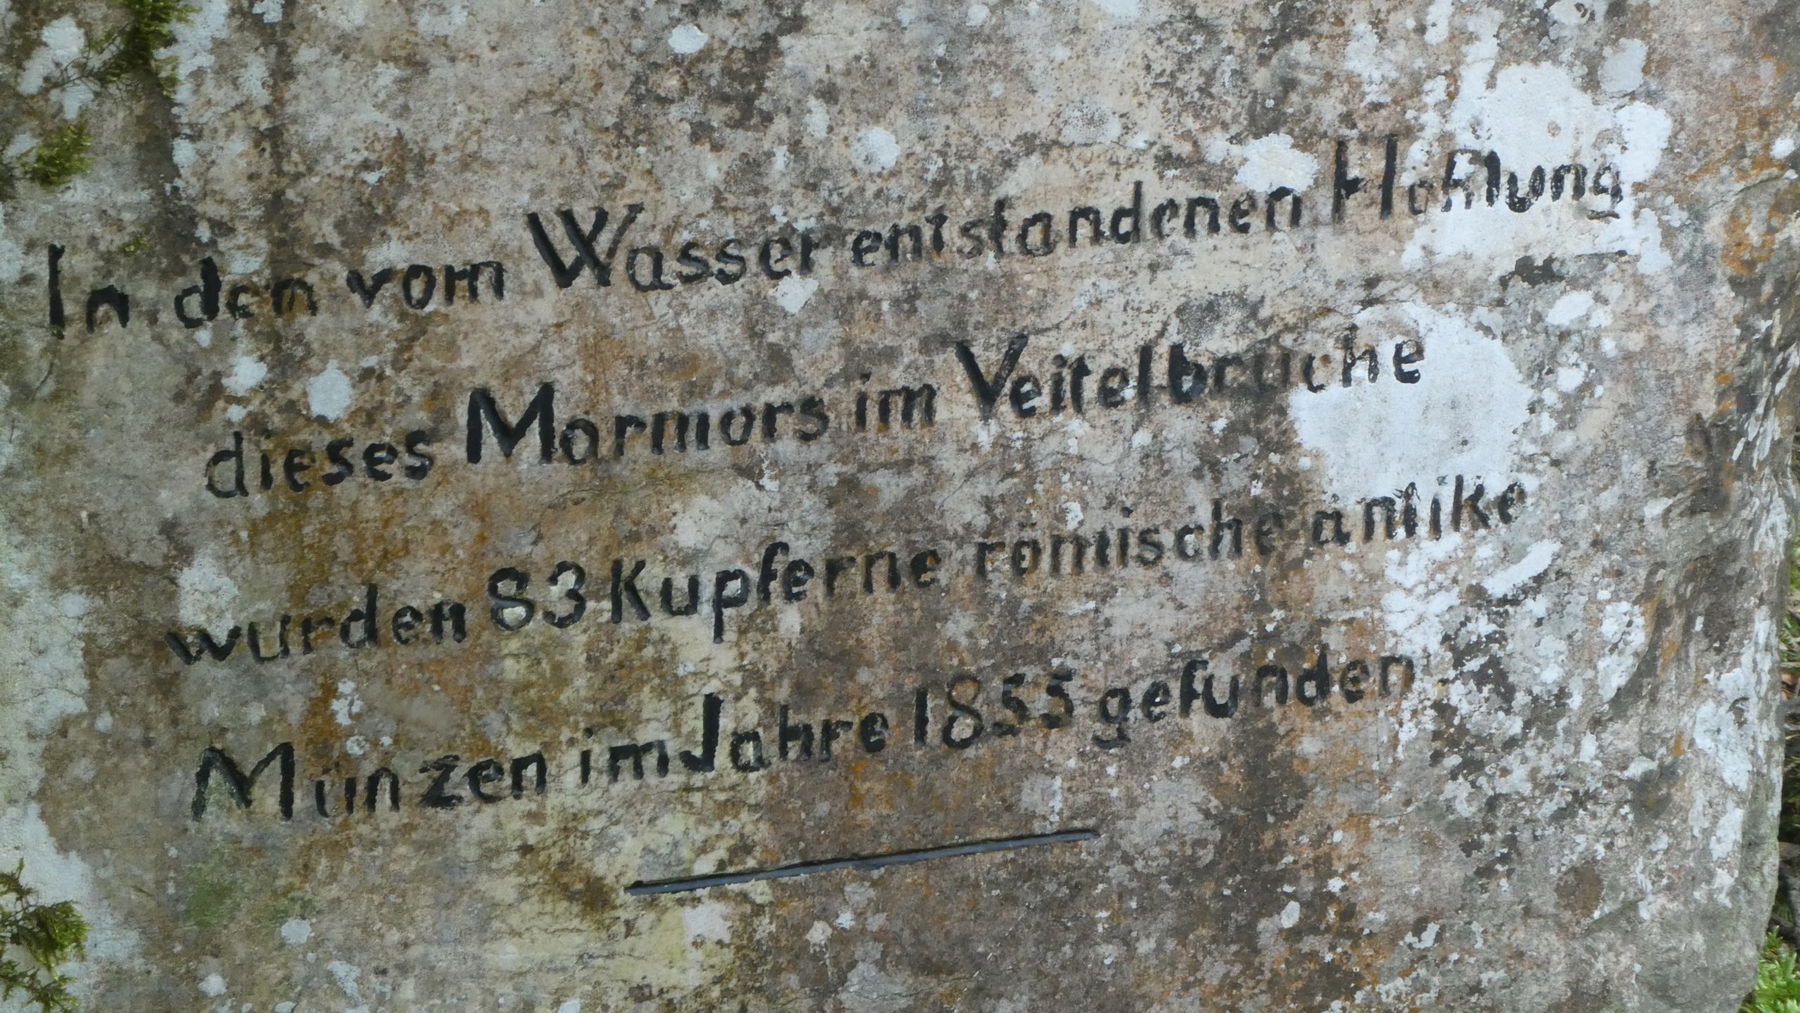 In den vom Wasser entstandenen Höhlung
dieses Marmors im Veitelbruche
wurden 83 Kupferne römische antike
Münzen im Jahre 1855 gefunden